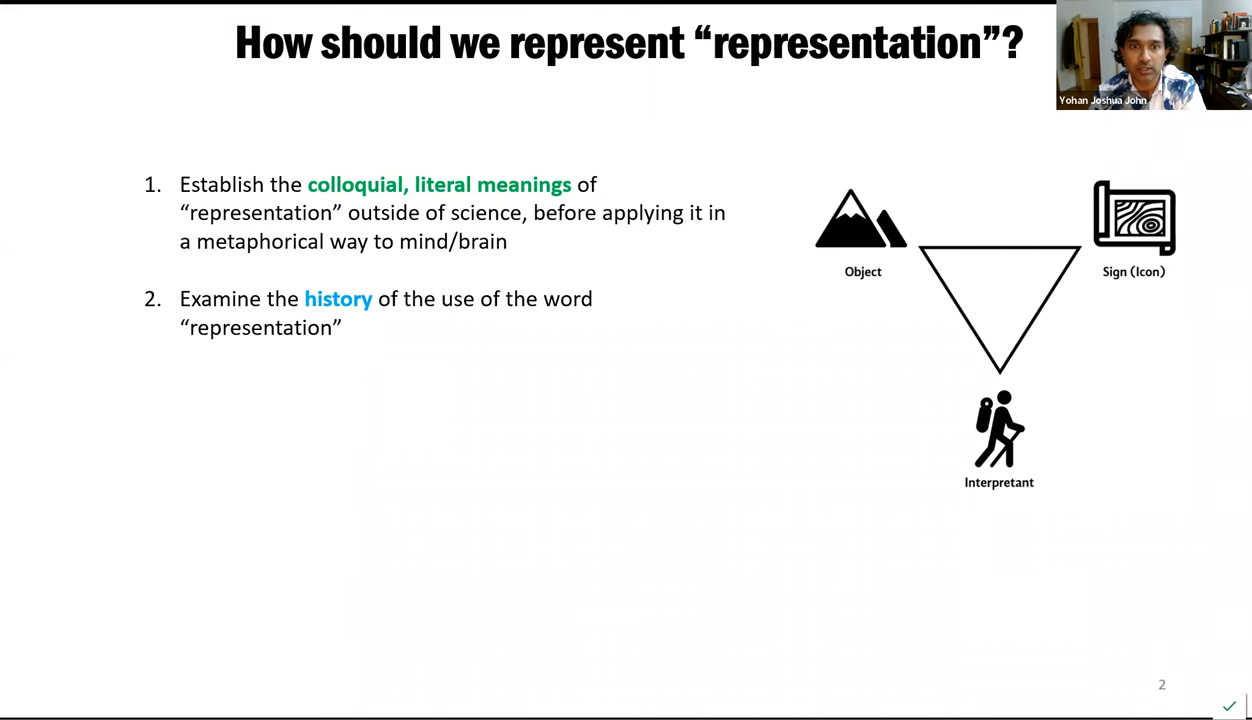 How should we represent “representation”?
Yohan Joshua John
1. Establish the colloquial, literal meanings of
“representation” outside of science, before applying it in
a metaphorical way to mind/brain
2. Examine the history of the use of the word
“representation”
Object
Sign (Icon)
Interpretant
2